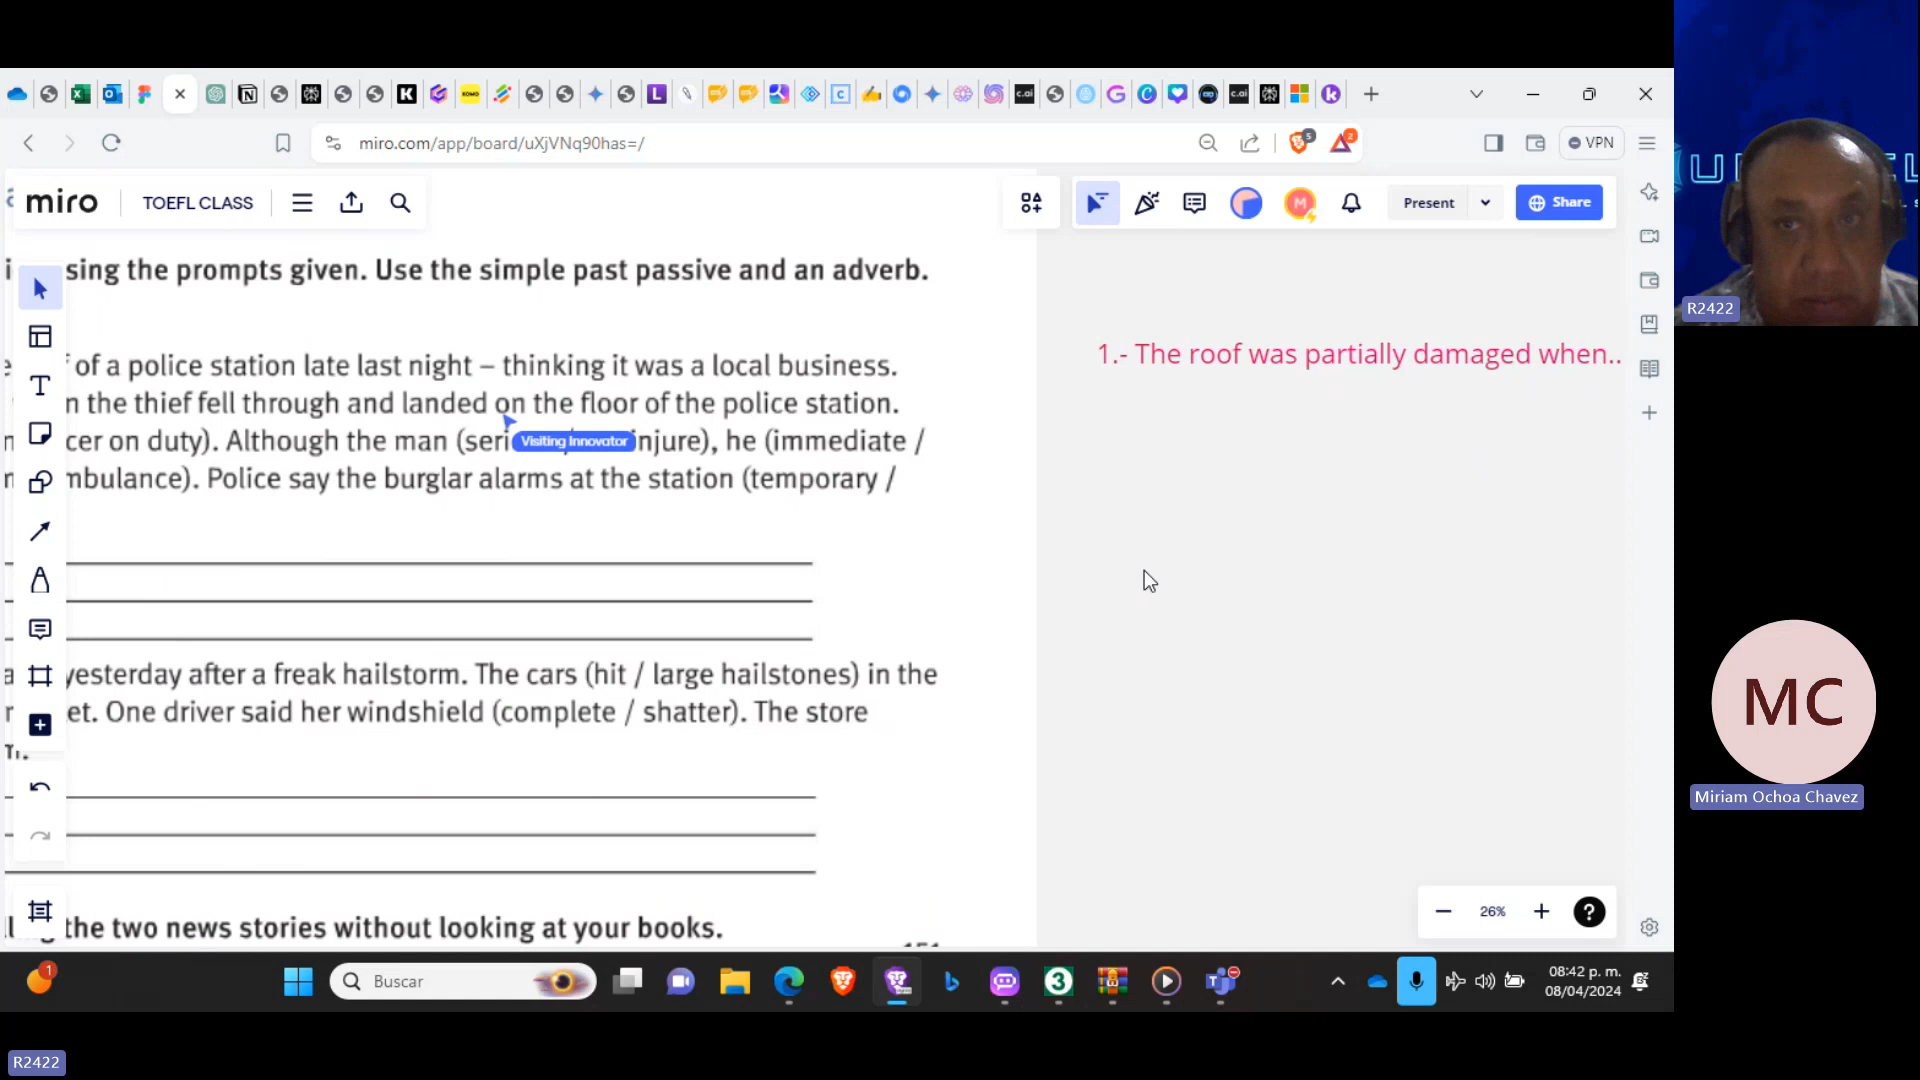 miro.com/app/board/uXjVNq90has=/
5
2
VPN
miro
TOEFL CLASS
M
Present
Share
sing the prompts given. Use the simple past passive and an adverb.
of a police station late last night – thinking it was a local business.
n the thief fell through and landed on the floor of the police station.
cer on duty). Although the man (seri
Visiting Innovator
njure), he (immediate /
mbulance). Police say the burglar alarms at the station (temporary /
yesterday after a freak hailstorm. The cars (hit / large hailstones) in the
et. One driver said her windshield (complete / shatter). The store
the two news stories without looking at your books.
1.- The roof was partially damaged when..
26%
1
Buscar
08:42 p. m.
08/04/2024
R2422
MC
Miriam Ochoa Chavez
R2422